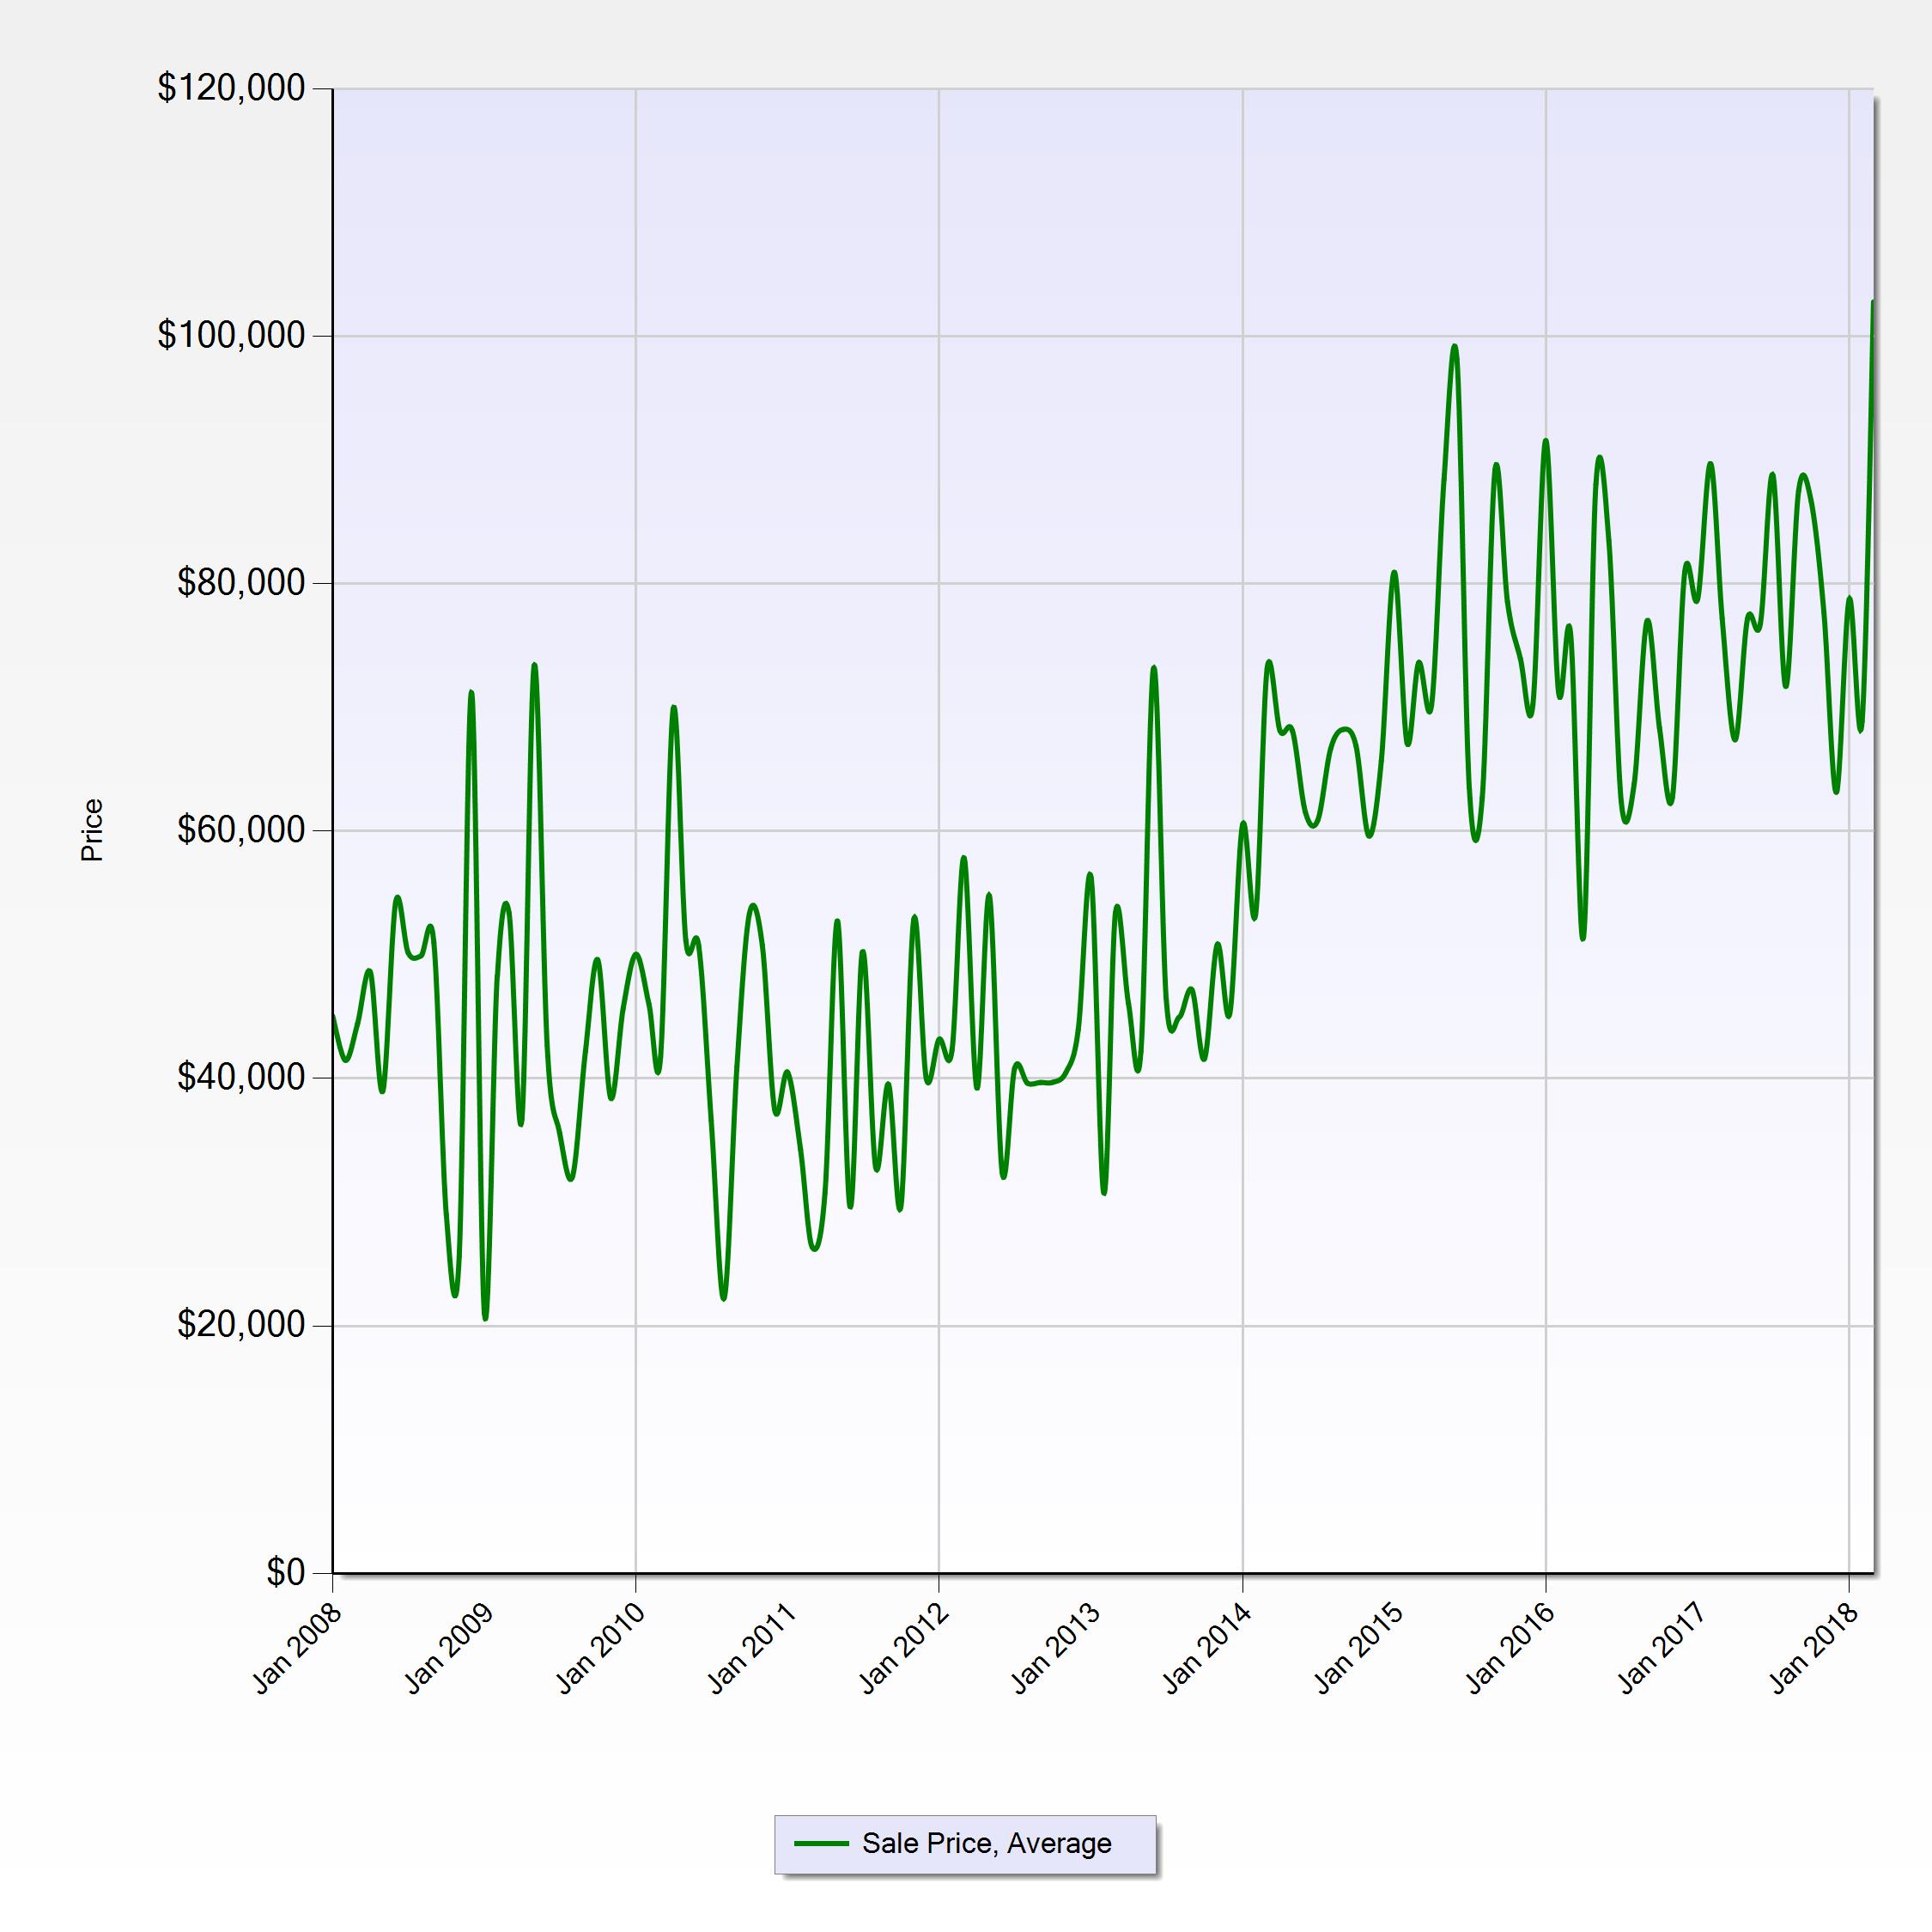 $120,000
$100,000
$80,000
$60,000
$40,000
$20,000
$0
Price
Jan 2008
Jan 2009
Jan 2010
Jan 2011
Jan 2012
Jan 2013
Jan 2014
Jan 2015
Jan 2016
Jan 2017
Jan 2018
Sale Price, Average